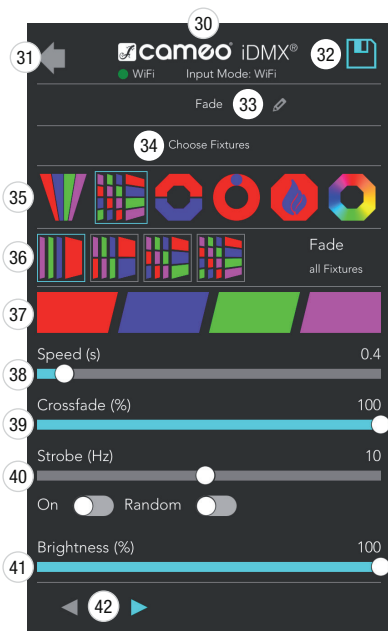 30
31
cameo iDMX®
32
WiFi Input Mode: WiFi
Fade 33
34 Choose Fixtures
35
36
Fade
all Fixtures
37
Speed (s) 0.4
38
Crossfade (%) 100
39
Strobe (Hz) 10
40
On Random
Brightness (%) 100
41
42